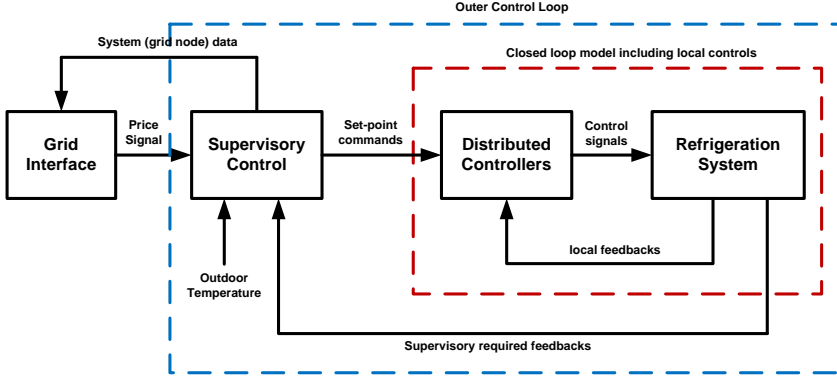 Outer Control Loop
System (grid node) data
Closed loop model including local controls
Grid
Interface
Price
Signal
Supervisory
Control
Set-point
commands
Distributed
Controllers
Control
signals
Refrigeration
System
local feedbacks
Outdoor
Temperature
Supervisory required feedbacks